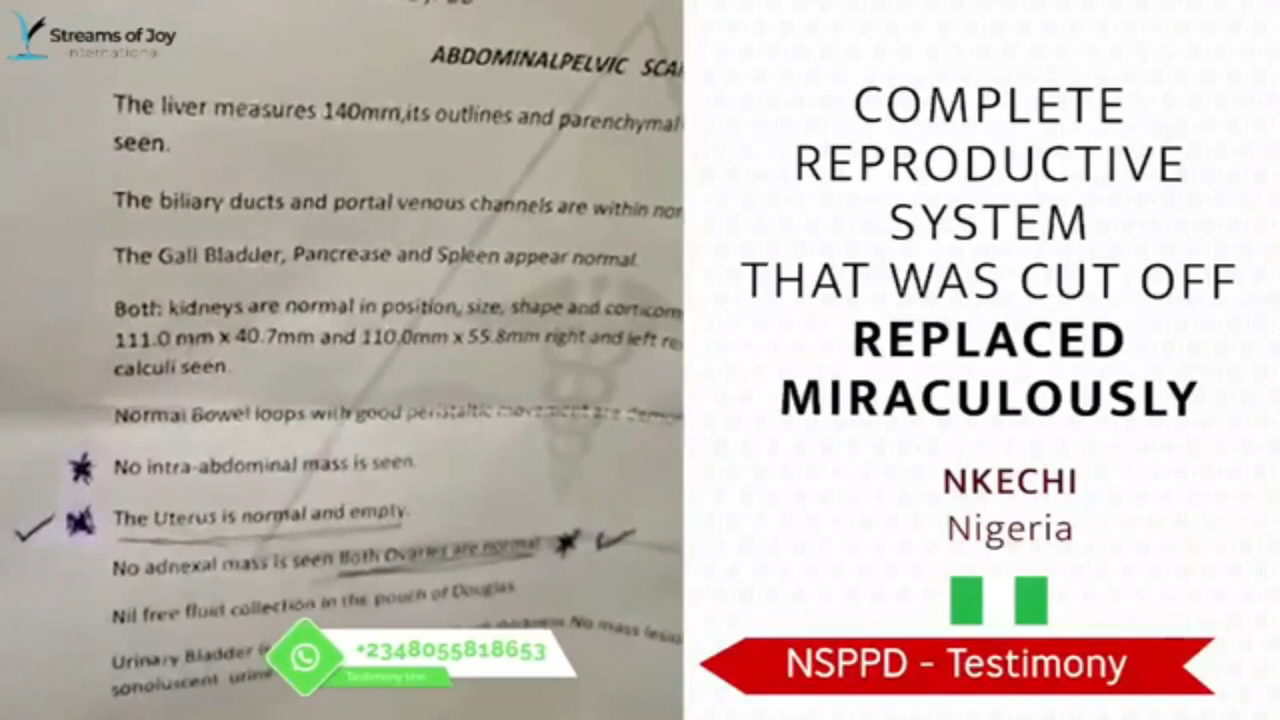 Streams of Joy
international
ABDOMINALPELVIC SCA
The liver measures 140mm,its outlines and parenchymal
seen.
The biliary ducts and portal venous channels are within nor
The Gall Bladder, Pancrease and Spleen appear normal.
Both kidneys are normal in position, size, shape and corticom
111.0 mm x 40.7mm and 110.0mm x 55.8mm right and left re
calculi seen.
Normal Bowel loops with good peristaltic movement are
No intra-abdominal mass is seen.
The Uterus is normal and empty.
No adnexal mass is seen Both Ovaries are normal
Nil free fluid collection in the pouch of Douglas
Urinary Bladder No mass
sonoluscent urine
+2348055818653
Testimony line
COMPLETE
REPRODUCTIVE
SYSTEM
THAT WAS CUT OFF
REPLACED
MIRACULOUSLY
NKECHI
Nigeria
NSPPD - Testimony